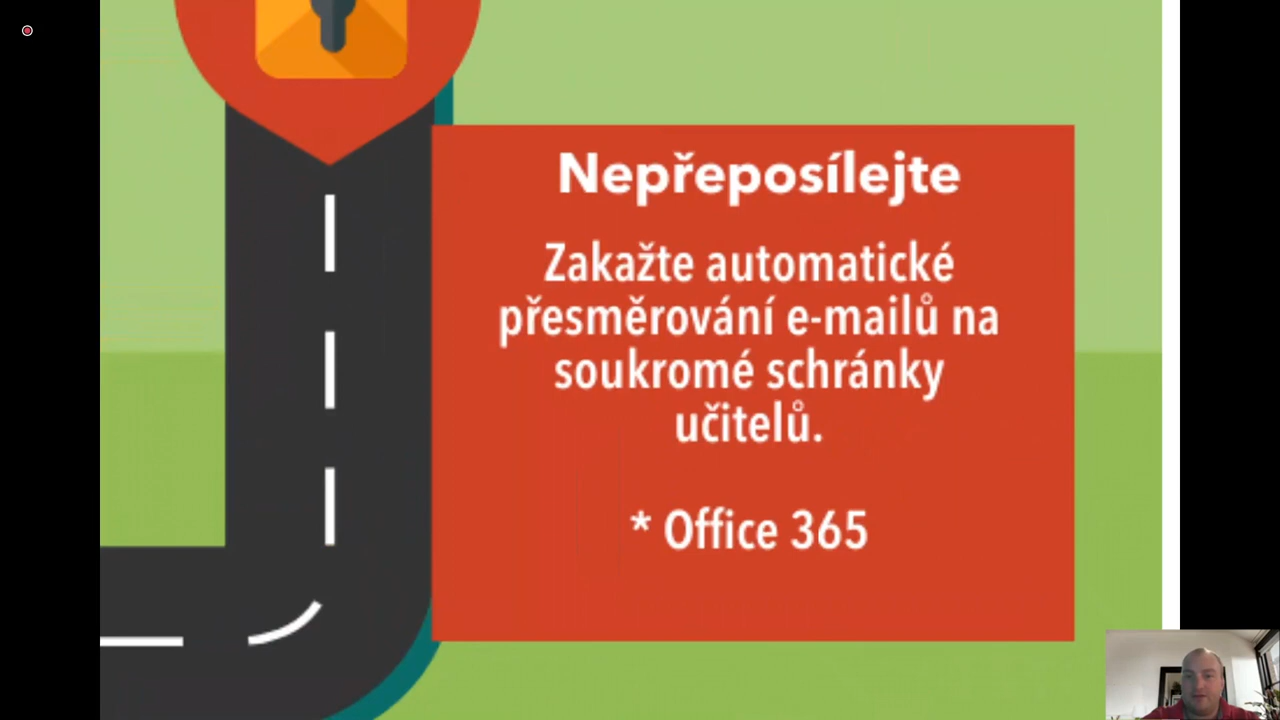 Nepřeposílejte
Zakažte automatické
přesměrování e-mailů na
soukromé schránky
učitelů.
* Office 365